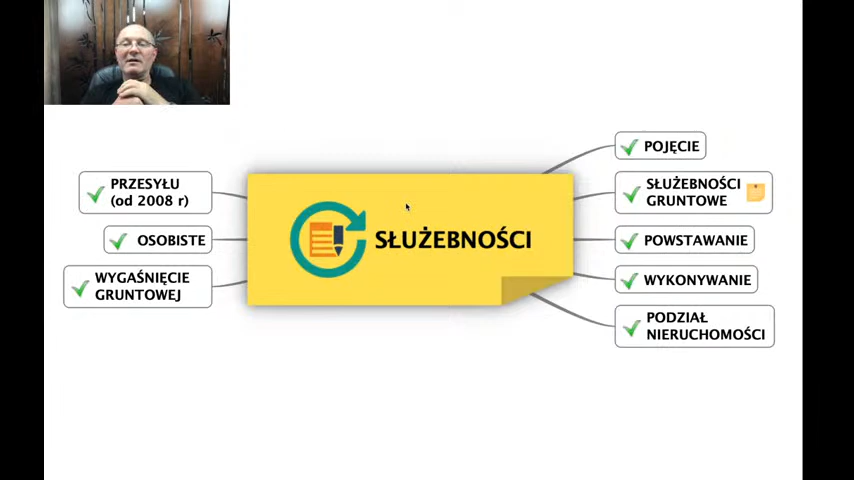 SŁUŻEBNOŚCI
POJĘCIE
SŁUŻEBNOŚCI
GRUNTOWE
POWSTAWANIE
WYKONYWANIE
PODZIAŁ
NIERUCHOMOŚCI
PRZESYŁU
(od 2008 r)
OSOBISTE
WYGAŚNIĘCIE
GRUNTOWEJ